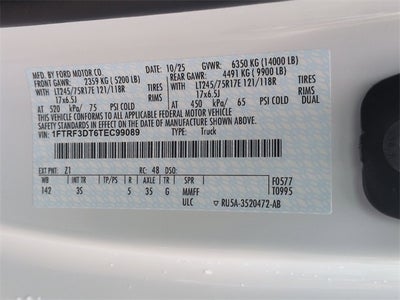 MFD. BY FORD MOTOR CO.
DATE: 10/25 GVWR: 6350 KG (14000 LB)
FRONT GAWR: 2359 KG (5200 LB) REAR GAWR: 4491 KG (9900 LB)
LT245/75R17E 121/118R LT245/75R17E 121/118R
17x6.5J 17x6.5J
AT 520 kPa/ 75 PSI COLD AT 450 kPa/ 65 PSI COLD DUAL
THIS VEHICLE CONFORMS TO ALL APPLICABLE FEDERAL MOTOR VEHICLE
SAFETY STANDARDS IN EFFECT ON THE DATE OF MANUFACTURE SHOWN ABOVE.
VIN: 1FTRF3DT6TEC99089 TYPE: Truck
EXT PNT: Z1 RC: 48 DSO:
WB INT TR TP/PS R AXLE TR SPR F0577
142 3S 5 35 G MMFF T0995
ULC RU5A-3520472-AB